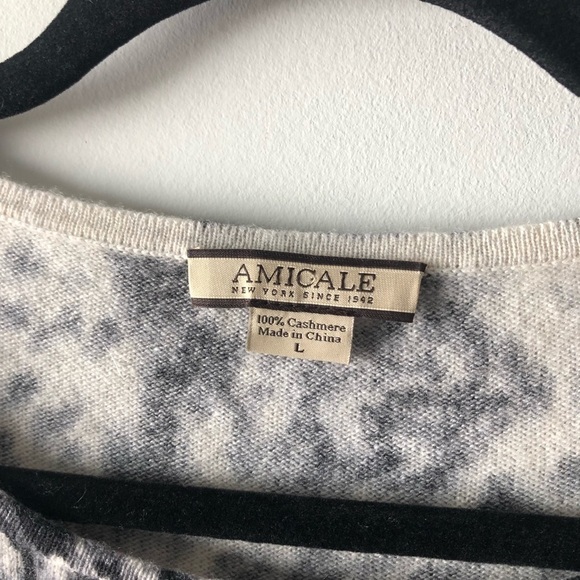 AMICALE
NEW YORK SINCE 1942
100% Cashmere
Made in China
L